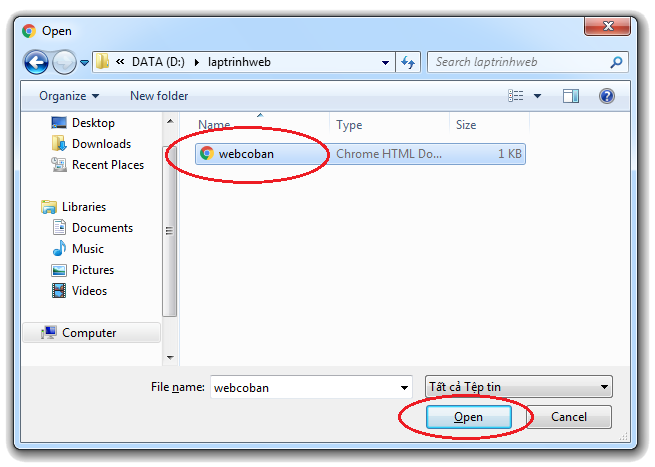 Open
« DATA (D:) ▸ laptrinhweb
Search laptrinhweb
Organize New folder
Name Type Size
webcoban Chrome HTML Do... 1 KB
Desktop
Downloads
Recent Places
Libraries
Documents
Music
Pictures
Videos
Computer
File name: webcoban Tất cả Tệp tin
Open Cancel